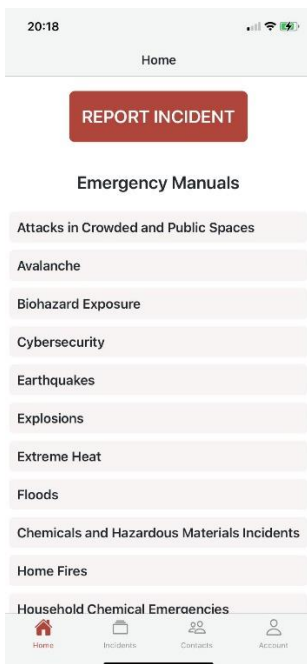 20:18
Home
REPORT INCIDENT
Emergency Manuals
Attacks in Crowded and Public Spaces
Avalanche
Biohazard Exposure
Cybersecurity
Earthquakes
Explosions
Extreme Heat
Floods
Chemicals and Hazardous Materials Incidents
Home Fires
Household Chemical Emergencies
Home Incidents Contacts Account